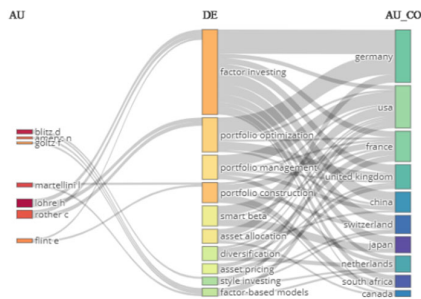 AU
DE
AU_CO
blitz d
amenc n
goltz f
martellini l
lohre h
rother c
flint e
factor investing
portfolio optimization
portfolio management
portfolio construction
smart beta
asset allocation
diversification
asset pricing
style investing
factor-based models
germany
usa
france
united kingdom
china
switzerland
japan
netherlands
south africa
canada